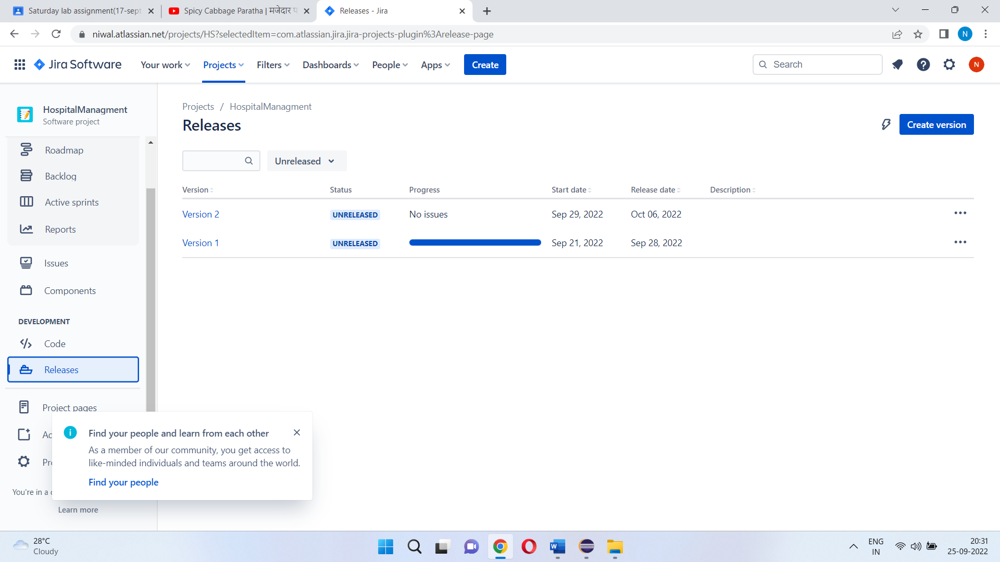 Saturday lab assignment(17-sept
Spicy Cabbage Paratha | मजेदार
Releases - Jira
niwal.atlassian.net/projects/HS?selectedItem=com.atlassian.jira.jira-projects-plugin%3Arelease-page
N
Jira Software
Your work
Projects
Filters
Dashboards
People
Apps
Create
Search
N
HospitalManagment
Software project
Roadmap
Backlog
Active sprints
Reports
Issues
Components
DEVELOPMENT
Code
Releases
Project pages
You're in a
Learn more
Projects / HospitalManagment
Releases
Create version
Unreleased
Version Status Progress Start date Release date Description
Version 2 UNRELEASED No issues Sep 29, 2022 Oct 06, 2022
Version 1 UNRELEASED Sep 21, 2022 Sep 28, 2022
Find your people and learn from each other
As a member of our community, you get access to
like-minded individuals and teams around the world.
Find your people
28°C
Cloudy
ENG
IN
20:31
25-09-2022